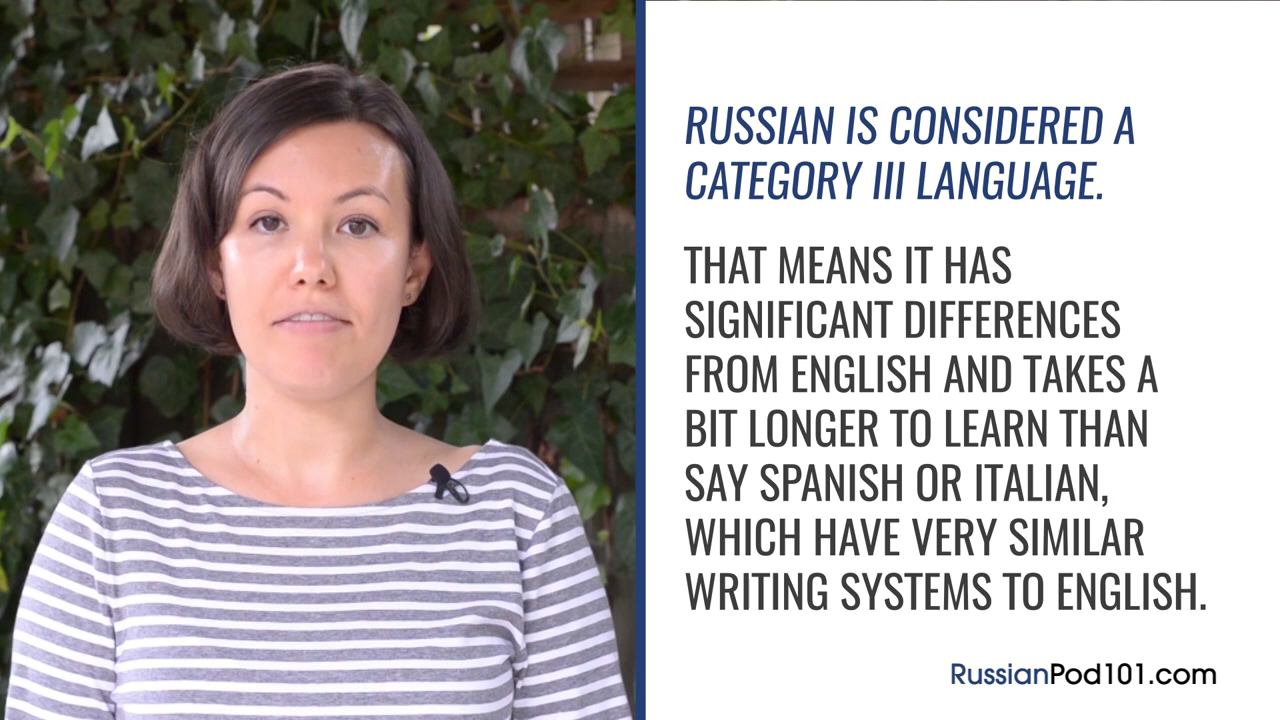 RUSSIAN IS CONSIDERED A
CATEGORY III LANGUAGE.
THAT MEANS IT HAS
SIGNIFICANT DIFFERENCES
FROM ENGLISH AND TAKES A
BIT LONGER TO LEARN THAN
SAY SPANISH OR ITALIAN,
WHICH HAVE VERY SIMILAR
WRITING SYSTEMS TO ENGLISH.
RussianPod101.com